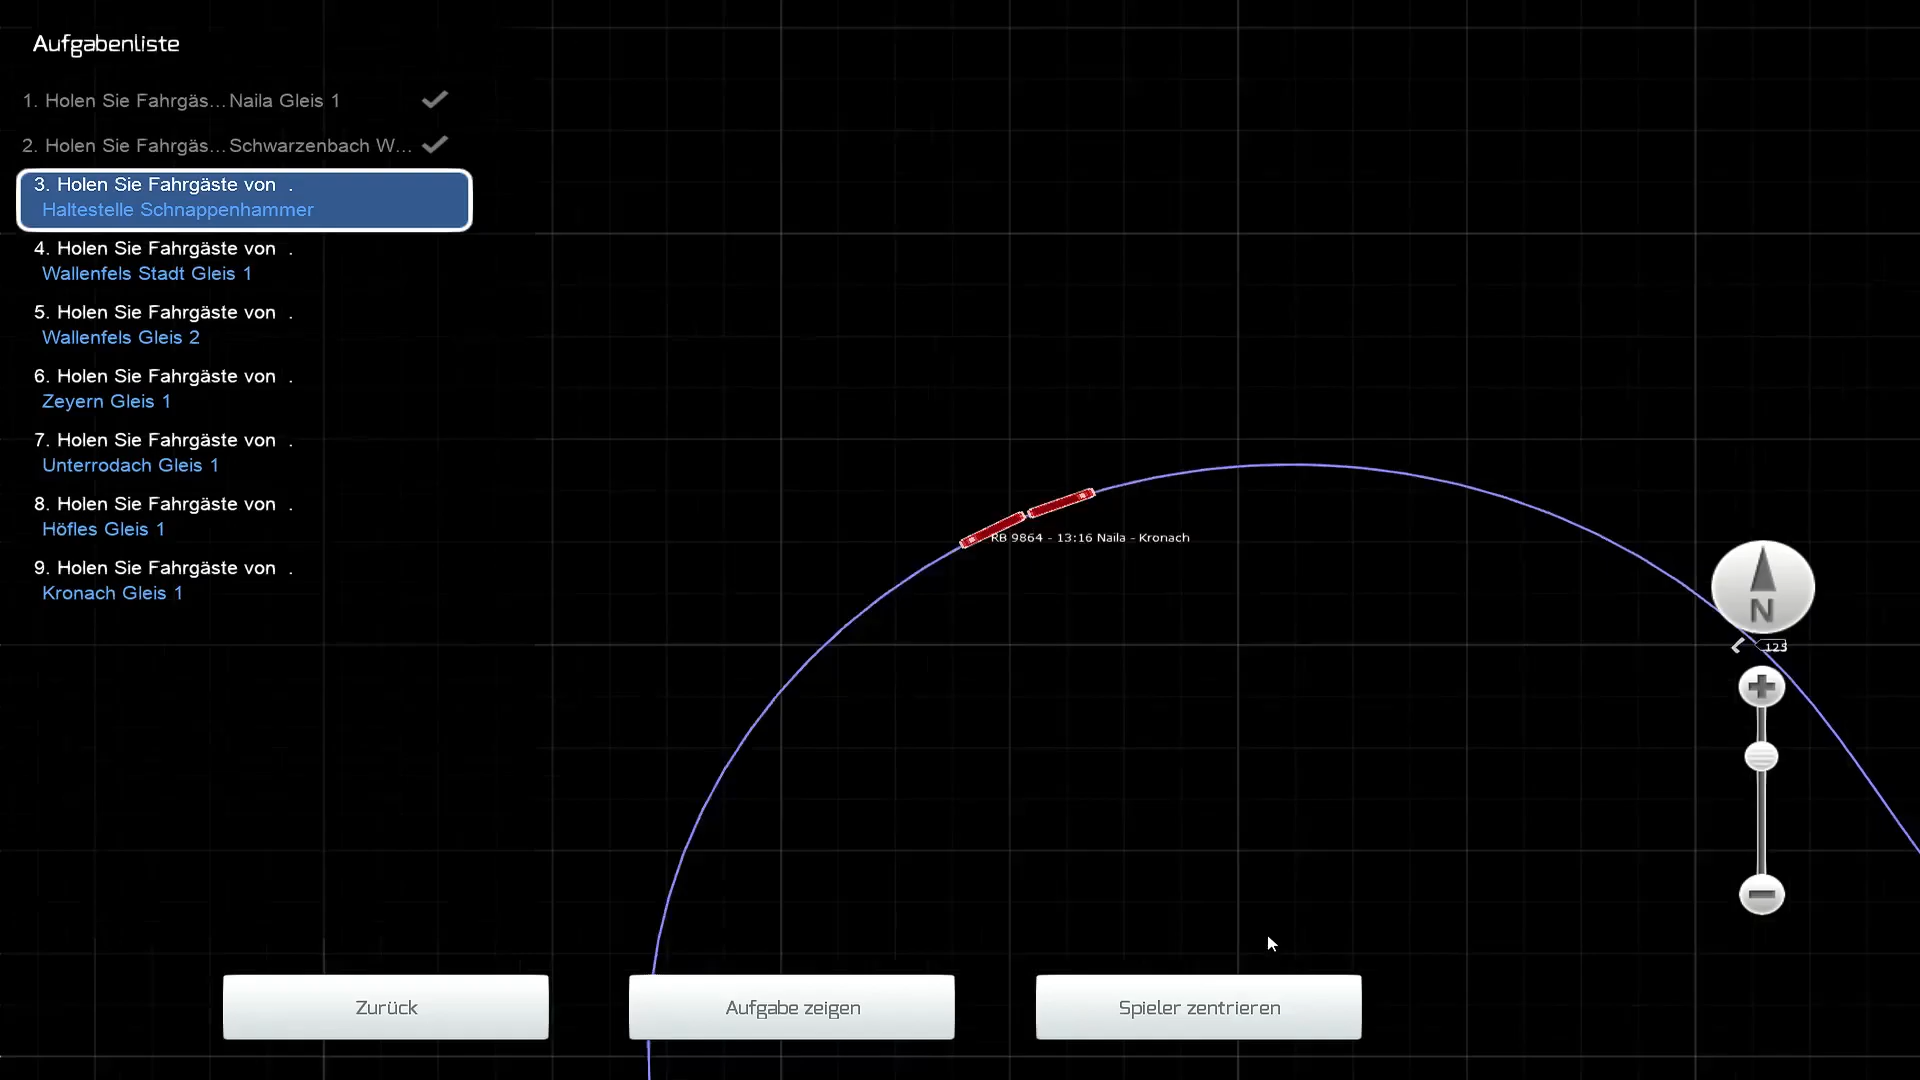 Aufgabenliste
1. Holen Sie Fahrgäs...Naila Gleis 1
2. Holen Sie Fahrgäs...Schwarzenbach W...
3. Holen Sie Fahrgäste von .
Haltestelle Schnappenhammer
4. Holen Sie Fahrgäste von .
Wallenfels Stadt Gleis 1
5. Holen Sie Fahrgäste von .
Wallenfels Gleis 2
6. Holen Sie Fahrgäste von .
Zeyern Gleis 1
7. Holen Sie Fahrgäste von .
Unterrodach Gleis 1
8. Holen Sie Fahrgäste von .
Höfles Gleis 1
9. Holen Sie Fahrgäste von .
Kronach Gleis 1
RB 9864 - 13:16 Naila - Kronach
N
123
Zurück
Aufgabe zeigen
Spieler zentrieren